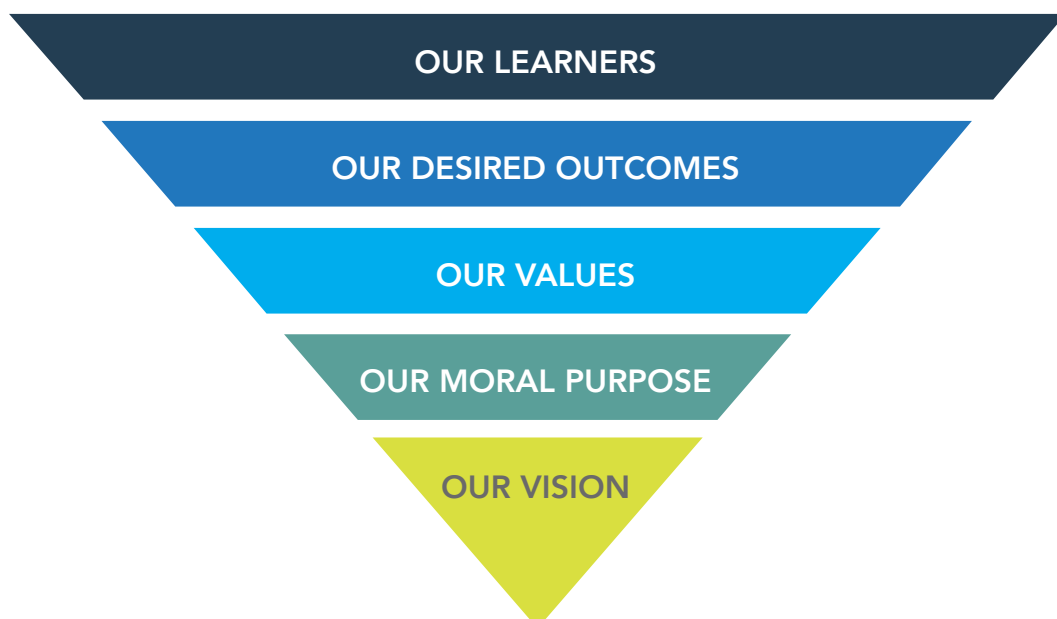 OUR LEARNERS
OUR DESIRED OUTCOMES
OUR VALUES
OUR MORAL PURPOSE
OUR VISION